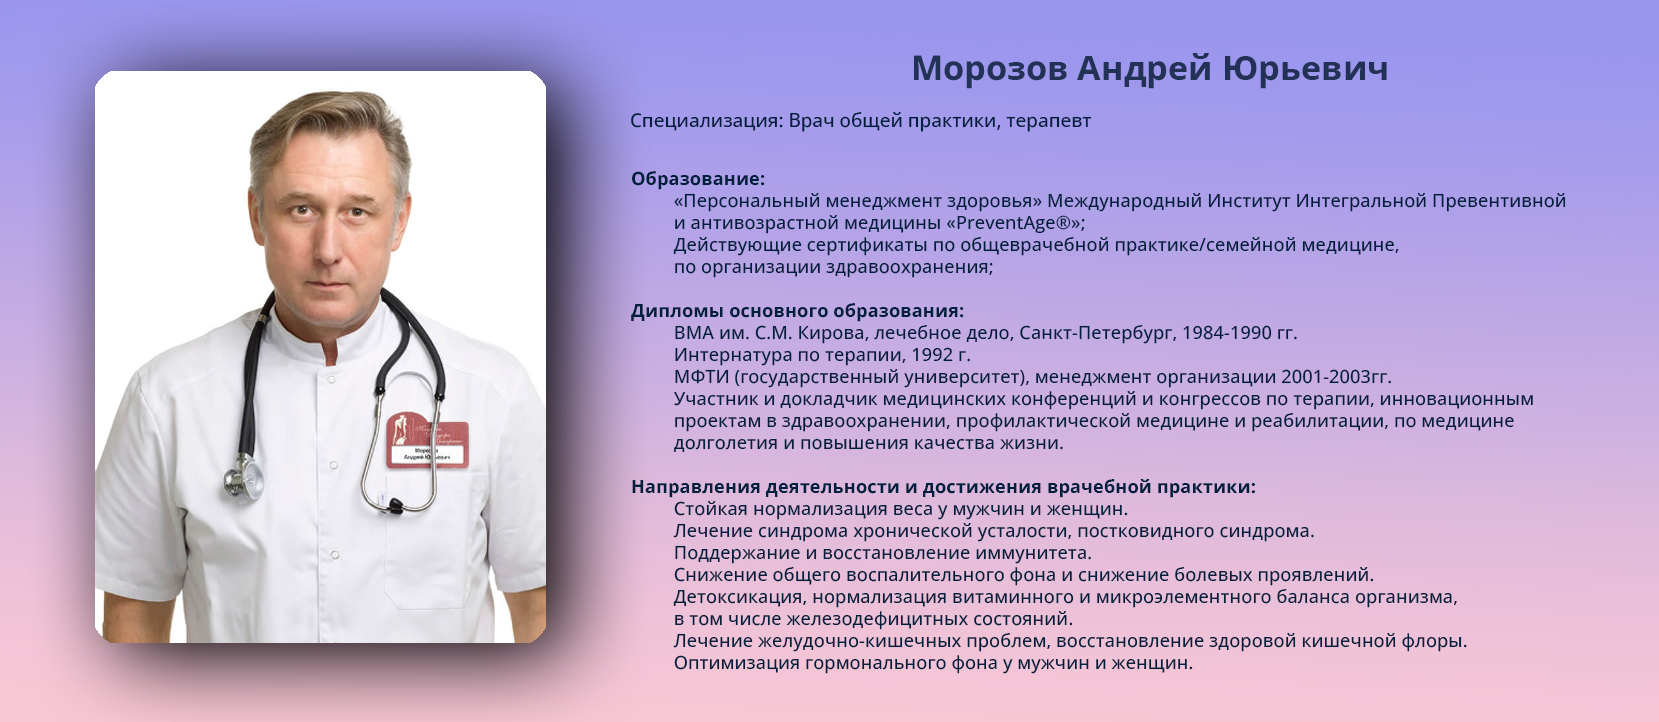 Морозов Андрей Юрьевич
Специализация: Врач общей практики, терапевт
Образование:
«Персональный менеджмент здоровья» Международный Институт Интегральной Превентивной
и антивозрастной медицины «PreventAge®»;
Действующие сертификаты по общеврачебной практике/семейной медицине,
по организации здравоохранения;
Дипломы основного образования:
ВМА им. С.М. Кирова, лечебное дело, Санкт-Петербург, 1984-1990 гг.
Интернатура по терапии, 1992 г.
МФТИ (государственный университет), менеджмент организации 2001-2003гг.
Участник и докладчик медицинских конференций и конгрессов по терапии, инновационным
проектам в здравоохранении, профилактической медицине и реабилитации, по медицине
долголетия и повышения качества жизни.
Направления деятельности и достижения врачебной практики:
Стойкая нормализация веса у мужчин и женщин.
Лечение синдрома хронической усталости, постковидного синдрома.
Поддержание и восстановление иммунитета.
Снижение общего воспалительного фона и снижение болевых проявлений.
Детоксикация, нормализация витаминного и микроэлементного баланса организма,
в том числе железодефицитных состояний.
Лечение желудочно-кишечных проблем, восстановление здоровой кишечной флоры.
Оптимизация гормонального фона у мужчин и женщин.
Андрей